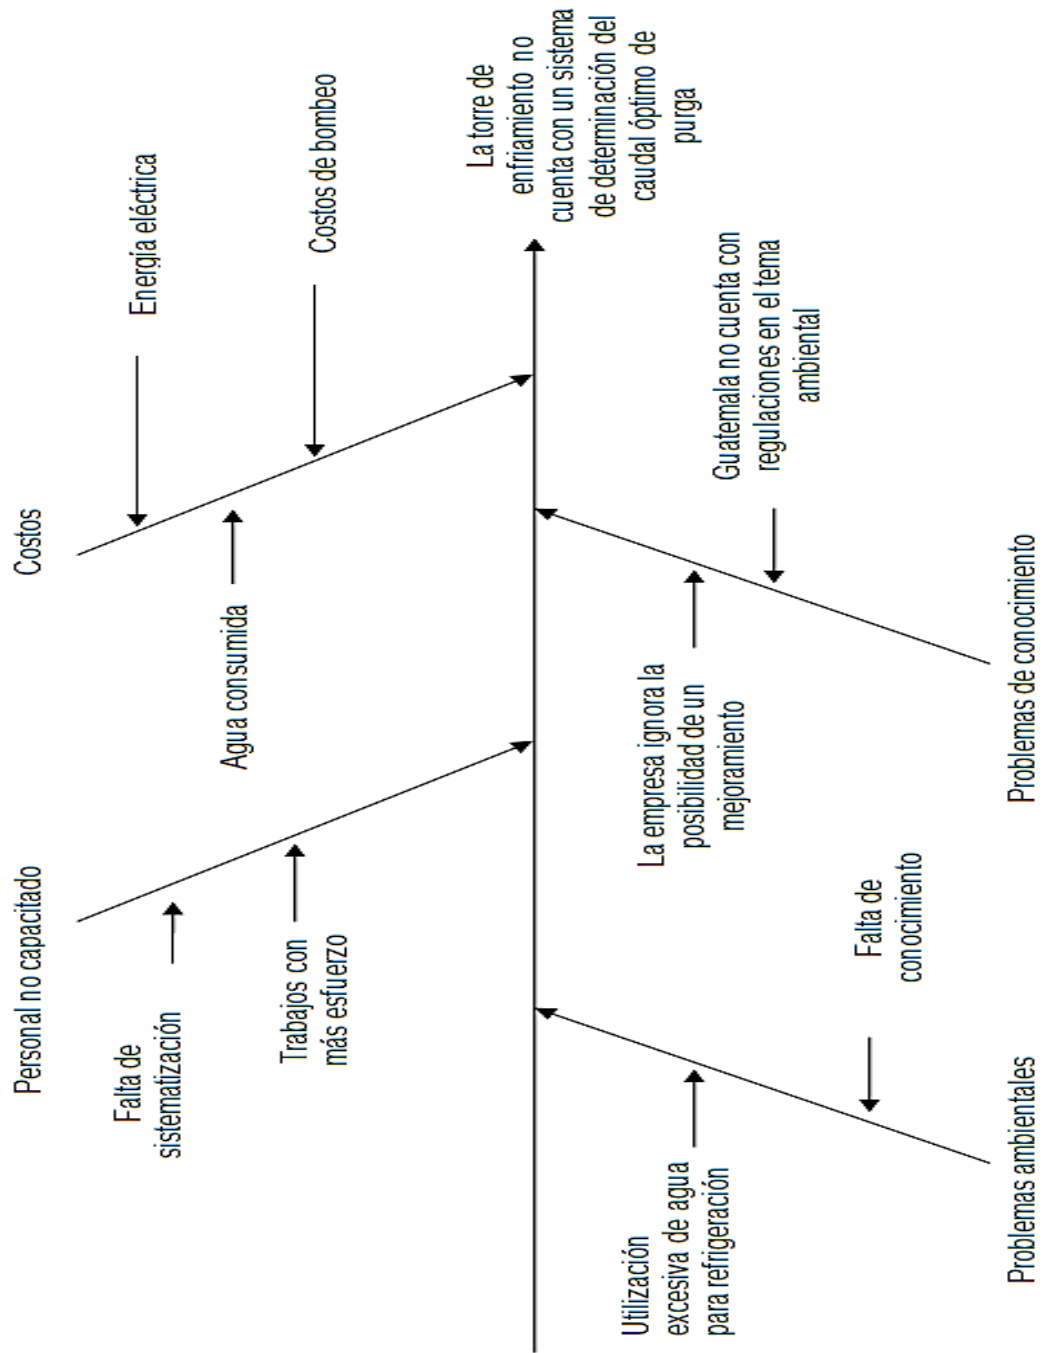 Personal no capacitado
Costos
Falta de
sistematización
Energía eléctrica
Agua consumida
Trabajos con
más esfuerzo
Costos de bombeo
La torre de
enfriamiento no
cuenta con un sistema
de determinación del
caudal óptimo de
purga
Utilización
excesiva de agua
para refrigeración
La empresa ignora la
posibilidad de un
mejoramiento
Guatemala no cuenta con
regulaciones en el tema
ambiental
Falta de
conocimiento
Problemas ambientales
Problemas de conocimiento